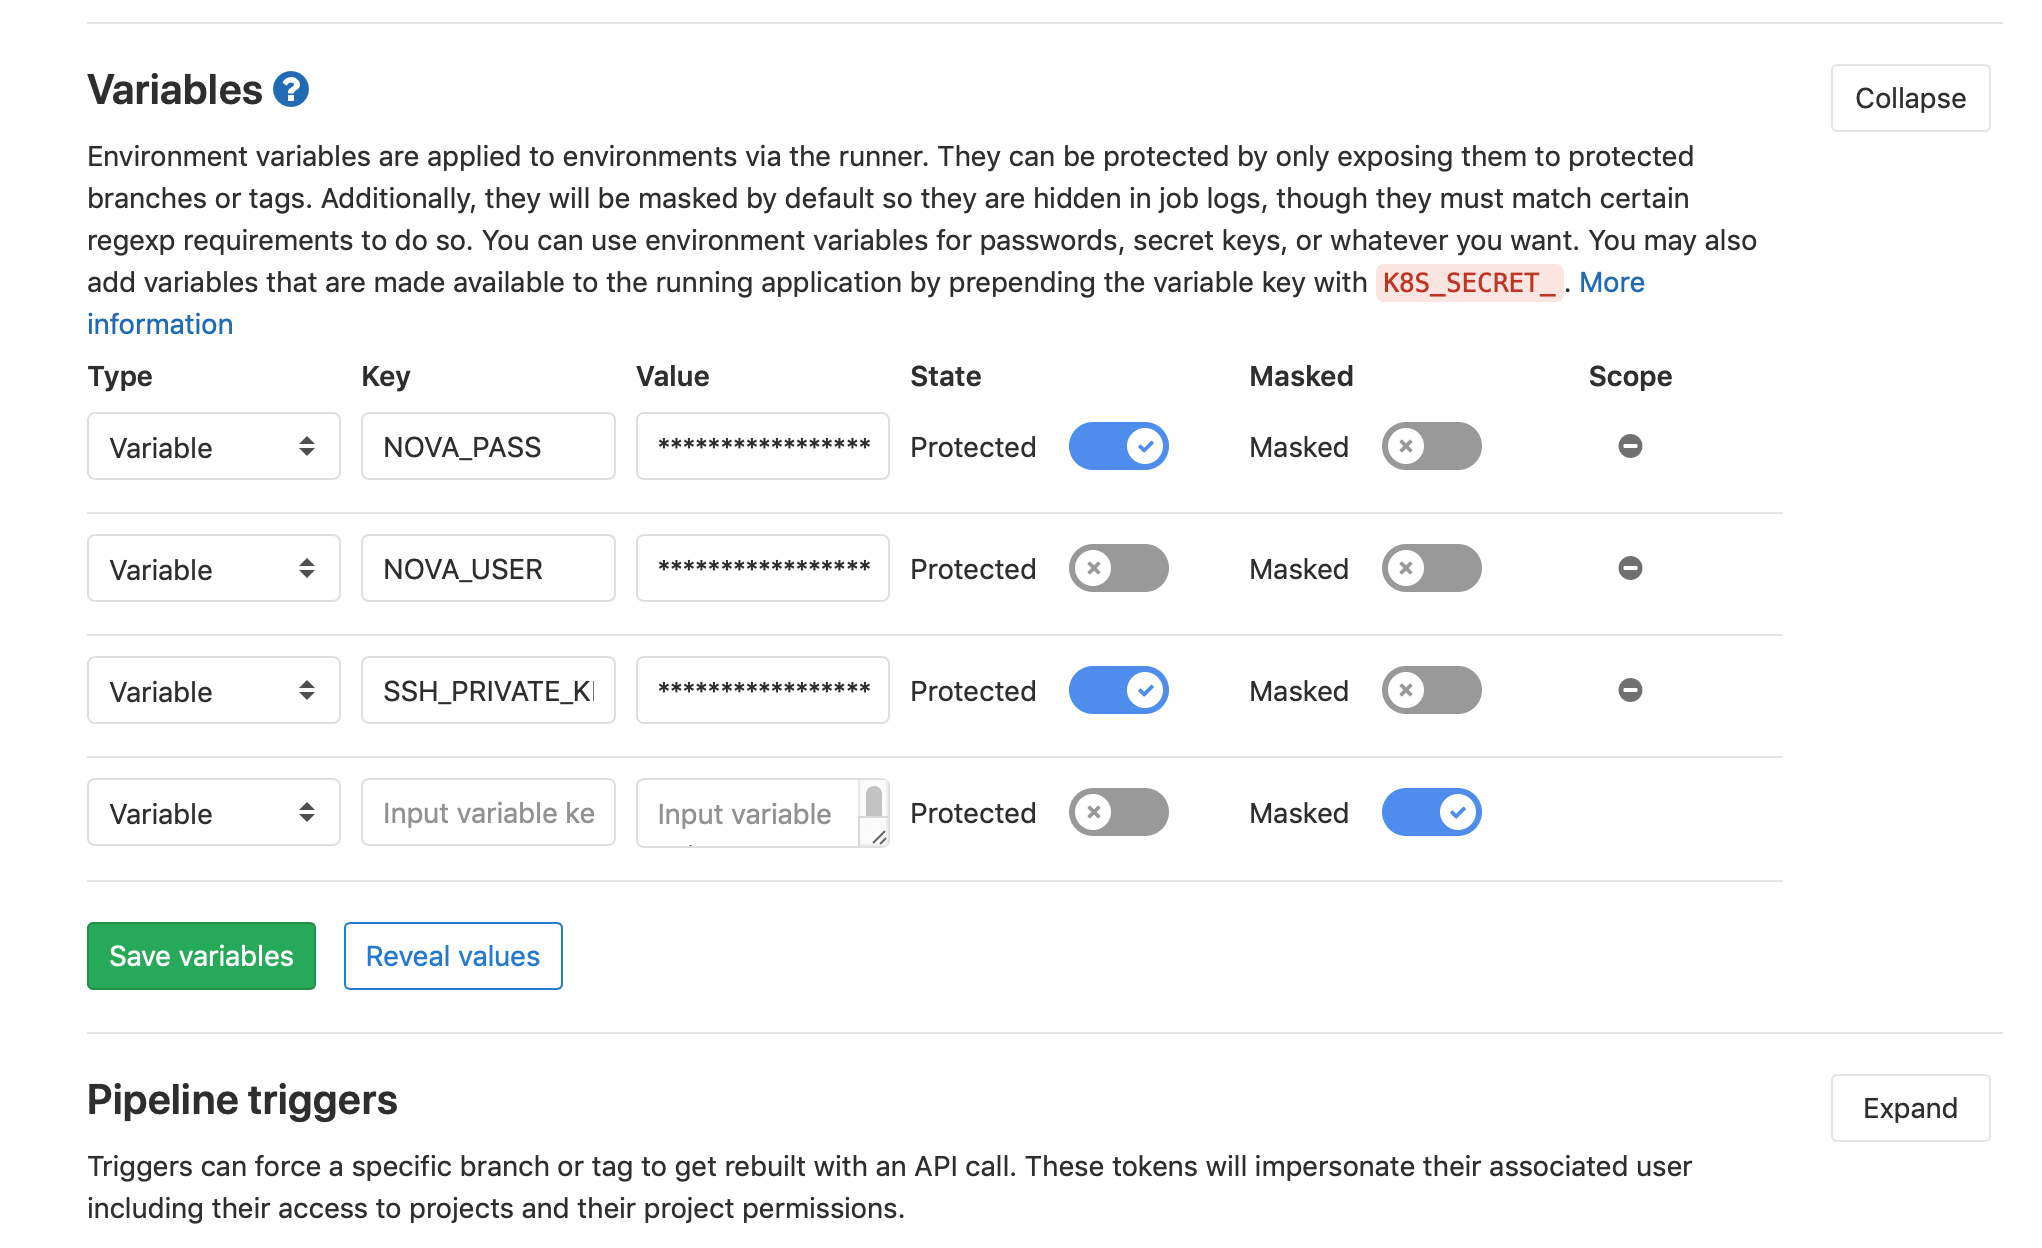 Variables ?
Collapse
Environment variables are applied to environments via the runner. They can be protected by only exposing them to protected
branches or tags. Additionally, they will be masked by default so they are hidden in job logs, though they must match certain
regexp requirements to do so. You can use environment variables for passwords, secret keys, or whatever you want. You may also
add variables that are made available to the running application by prepending the variable key with K8S_SECRET_. More
information
Type Key Value State Masked Scope
Variable NOVA_PASS ***************** Protected Masked
Variable NOVA_USER ***************** Protected Masked
Variable SSH_PRIVATE_K ***************** Protected Masked
Variable Input variable ke Input variable Protected Masked
Save variables Reveal values
Pipeline triggers
Expand
Triggers can force a specific branch or tag to get rebuilt with an API call. These tokens will impersonate their associated user
including their access to projects and their project permissions.